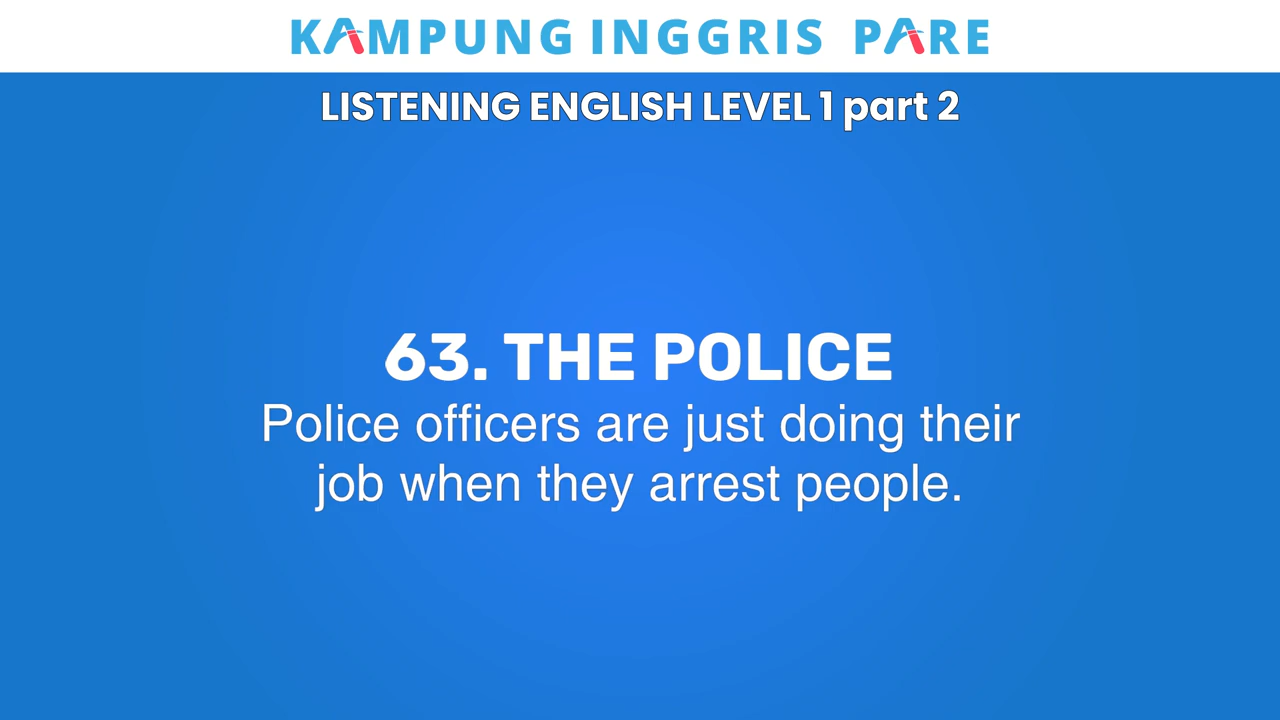 KAMPUNG INGGRIS PARE
LISTENING ENGLISH LEVEL 1 part 2
63. THE POLICE
Police officers are just doing their
job when they arrest people.